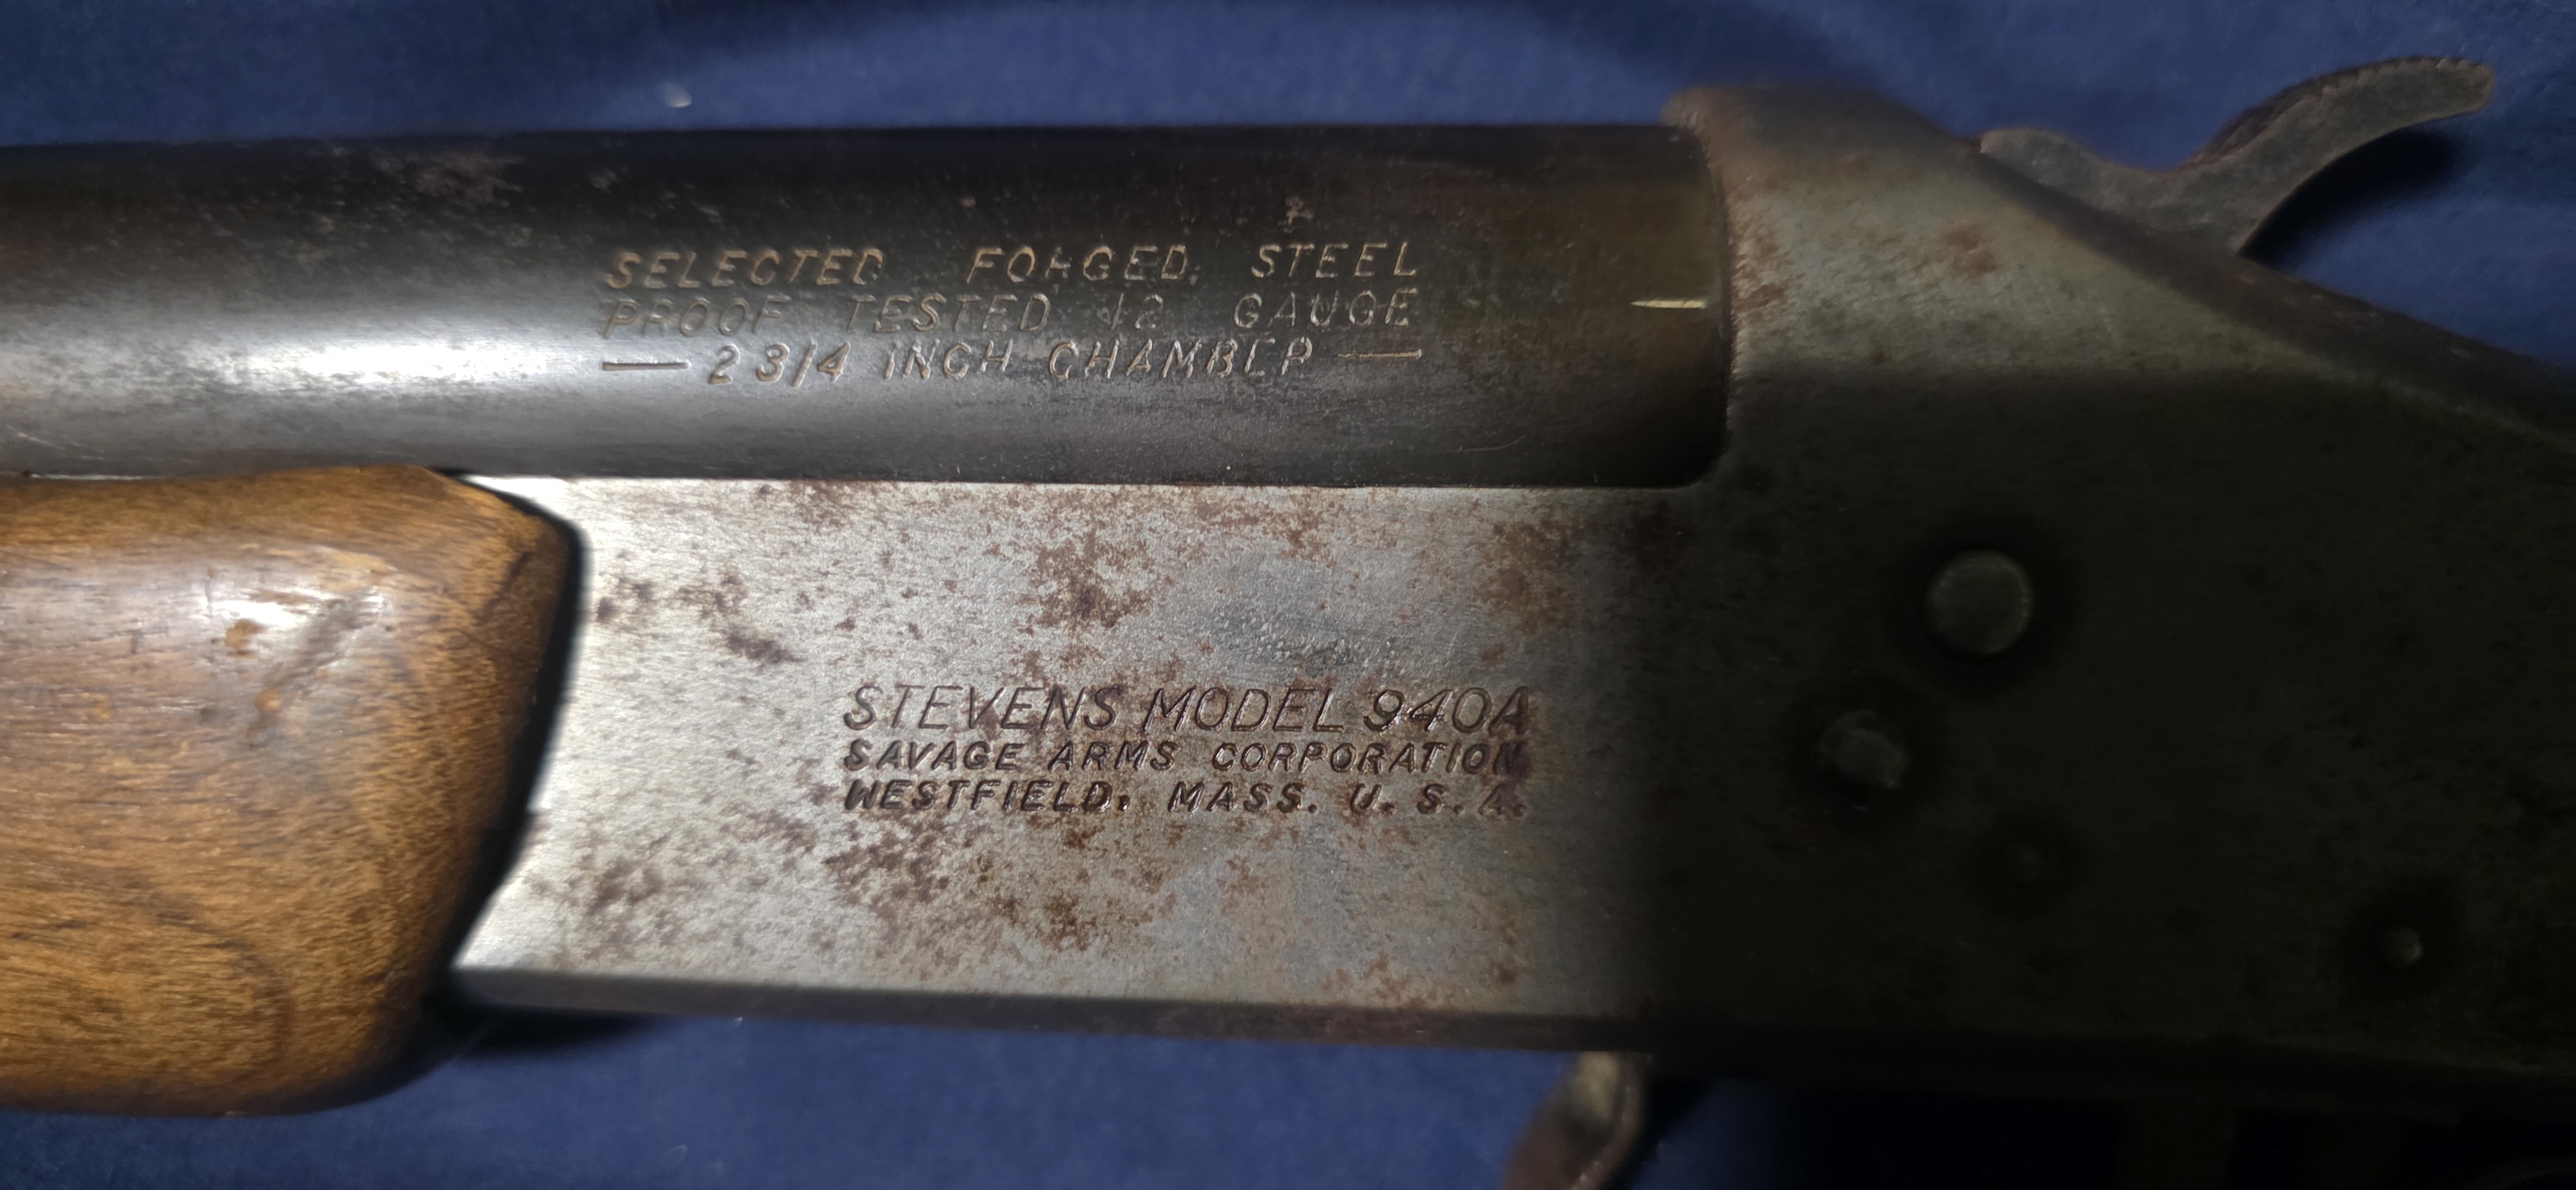 SELECTED FORGED STEEL
PROOF TESTED 12 GAUGE
— 2 3/4 INCH CHAMBER —
STEVENS MODEL 940A
SAVAGE ARMS CORPORATION
WESTFIELD, MASS. U. S. A.